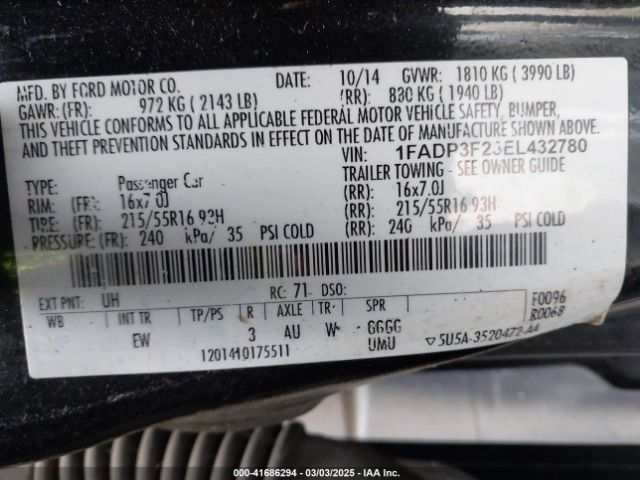 MFD. BY FORD MOTOR CO. DATE: 10/14 GVWR: 1810 KG ( 3990 LB)
GAWR: (FR): 972 KG ( 2143 LB) (RR): 880 KG ( 1940 LB)
THIS VEHICLE CONFORMS TO ALL APPLICABLE FEDERAL MOTOR VEHICLE SAFETY, BUMPER,
AND THEFT PREVENTION STANDARDS IN EFFECT ON THE DATE OF MANUFACTURE SHOWN ABOVE.
VIN: 1FADP3F23EL432780
TYPE: Passenger Car TRAILER TOWING - SEE OWNER GUIDE
RIM: (FR): 16x7.0J (RR): 16x7.0J
TIRE: (FR): 215/55R16 93H (RR): 215/55R16 93H
PRESSURE: (FR): 240 kPa/ 35 PSI COLD (RR): 240 kPa/ 35 PSI COLD
EXT PNT: UH RC: 71 DSO:
WB INT TR TP/PS R AXLE TR SPR F0096
EW 3 AU W GGGG R0068
1201410175511 UMU ▽5U5A-3520472-AA
000-41686294 - 03/03/2025 - IAA Inc.